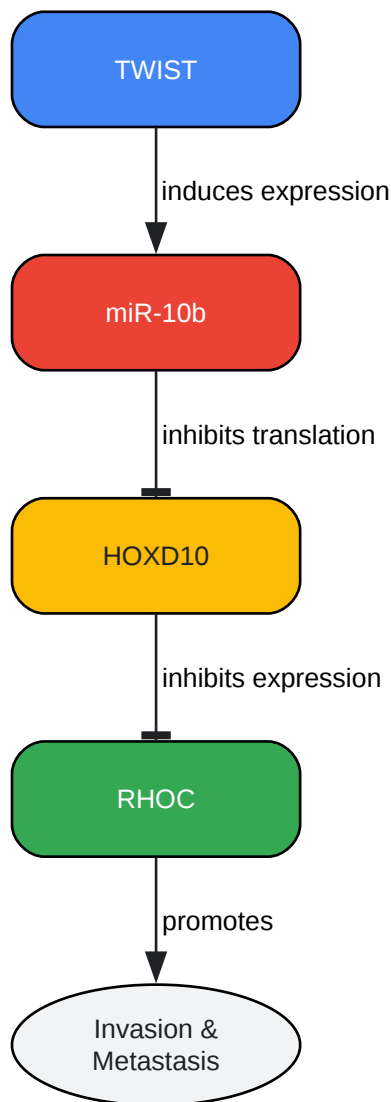 TWIST
induces expression
miR-10b
inhibits translation
HOXD10
inhibits expression
RHOC
promotes
Invasion &
Metastasis